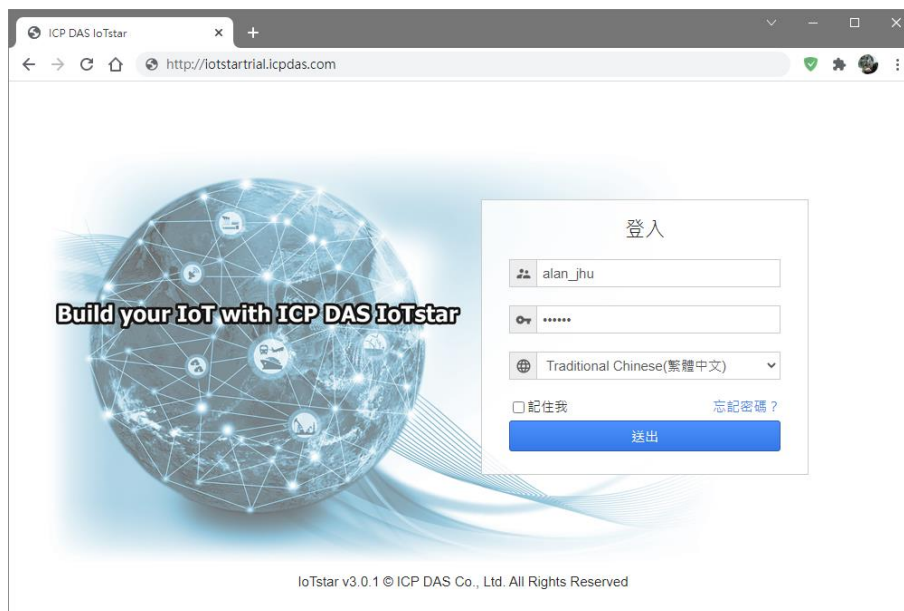 ICP DAS IoTstar
http://iotstartrial.icpdas.com
Build your IoT with ICP DAS IoTstar
登入
alan_jhu
••••••
Traditional Chinese(繁體中文)
記住我 忘記密碼？
送出
IoTstar v3.0.1 © ICP DAS Co., Ltd. All Rights Reserved